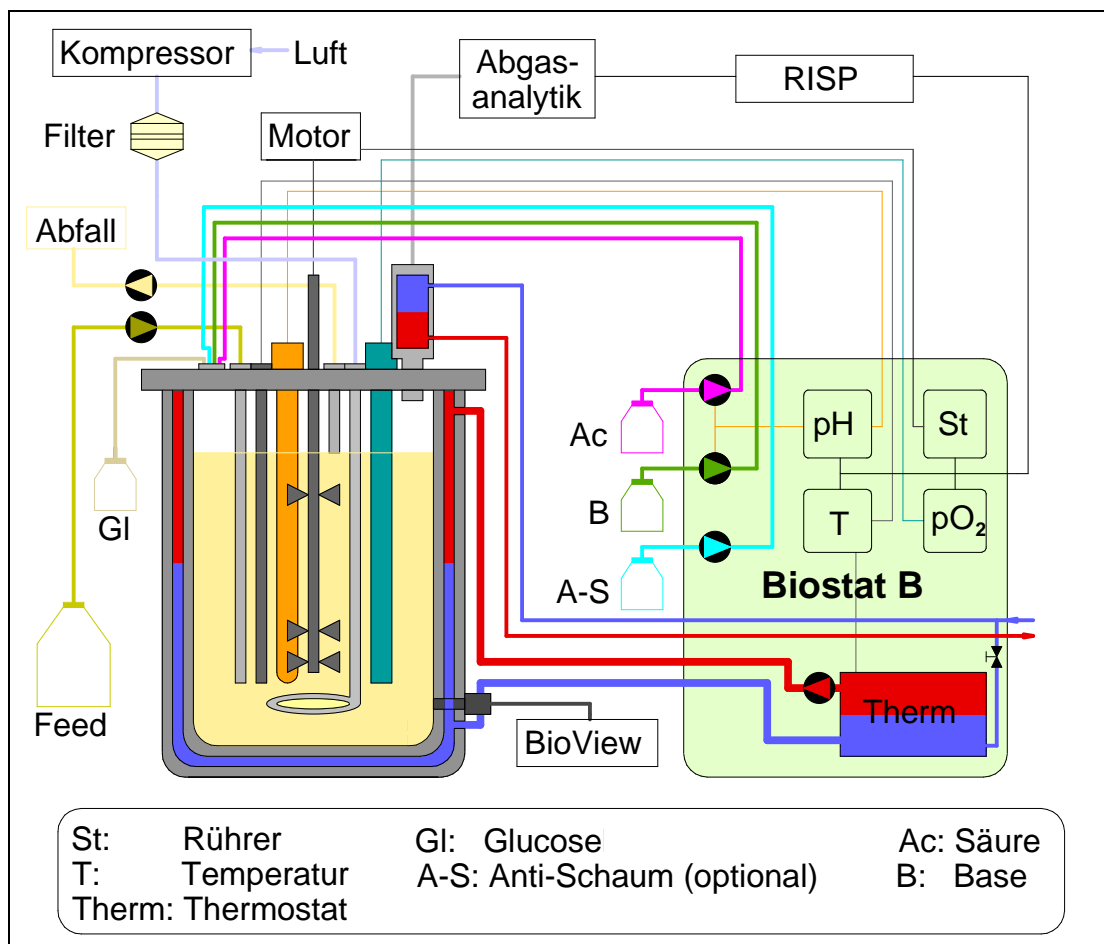 Kompressor
Luft
Abgas-
analytik
RISP
Filter
Motor
Abfall
Ac
pH
St
Gl
B
T
pO₂
A-S
Biostat B
Feed
Therm
BioView
St: Rührer
Gl: Glucose
Ac: Säure
T: Temperatur
A-S: Anti-Schaum (optional)
B: Base
Therm: Thermostat